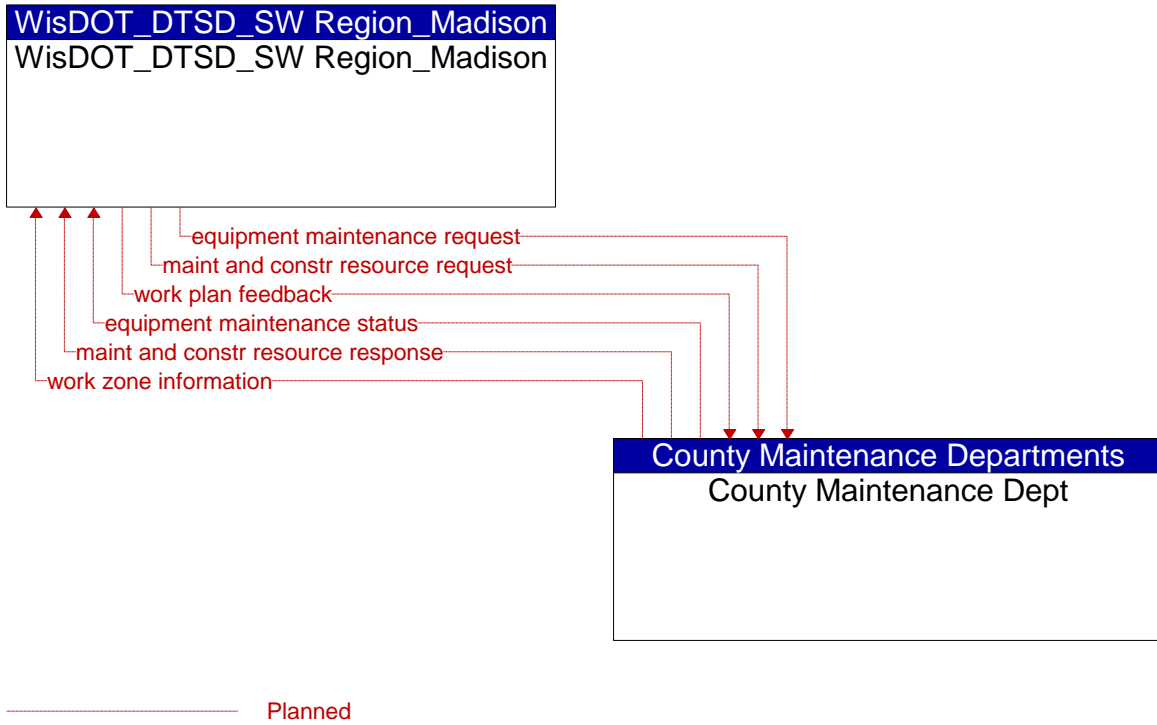 WisDOT_DTSD_SW Region_Madison
WisDOT_DTSD_SW Region_Madison
equipment maintenance request
maint and constr resource request
work plan feedback
equipment maintenance status
maint and constr resource response
work zone information
County Maintenance Departments
County Maintenance Dept
Planned